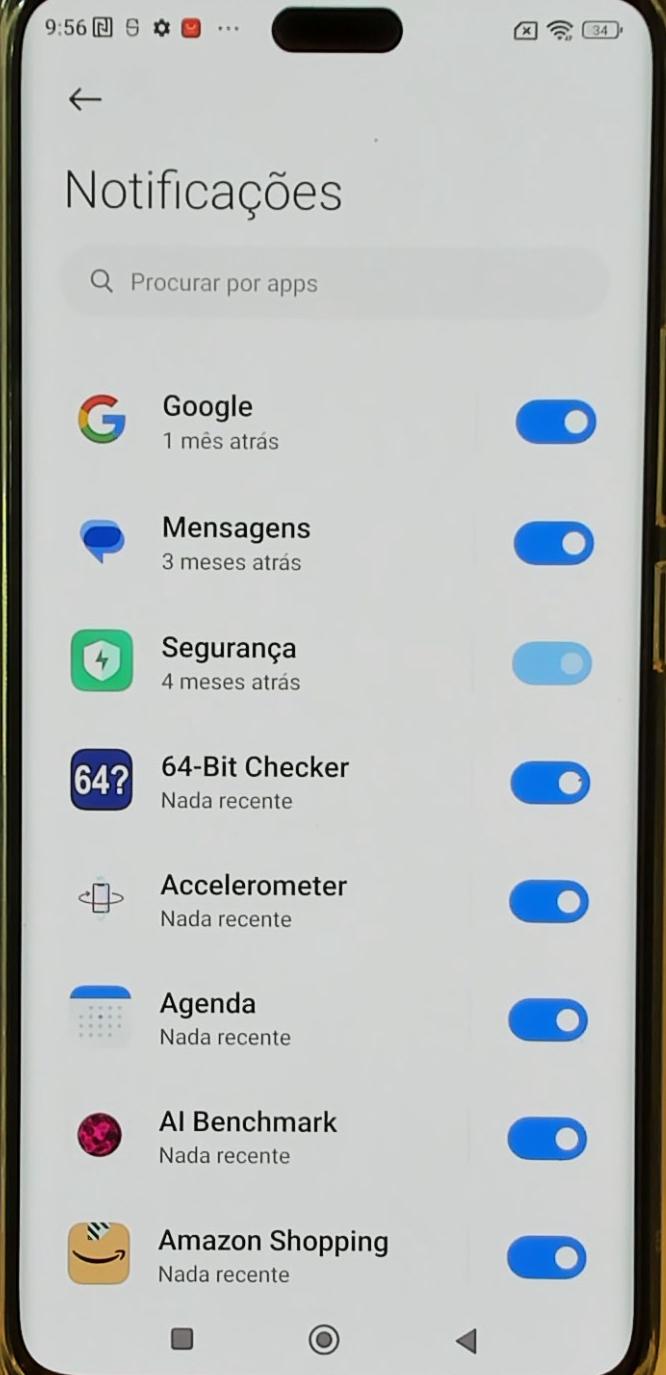 9:56
34
Notificações
Procurar por apps
Google
1 mês atrás
Mensagens
3 meses atrás
Segurança
4 meses atrás
64?
64-Bit Checker
Nada recente
Accelerometer
Nada recente
Agenda
Nada recente
AI Benchmark
Nada recente
Amazon Shopping
Nada recente